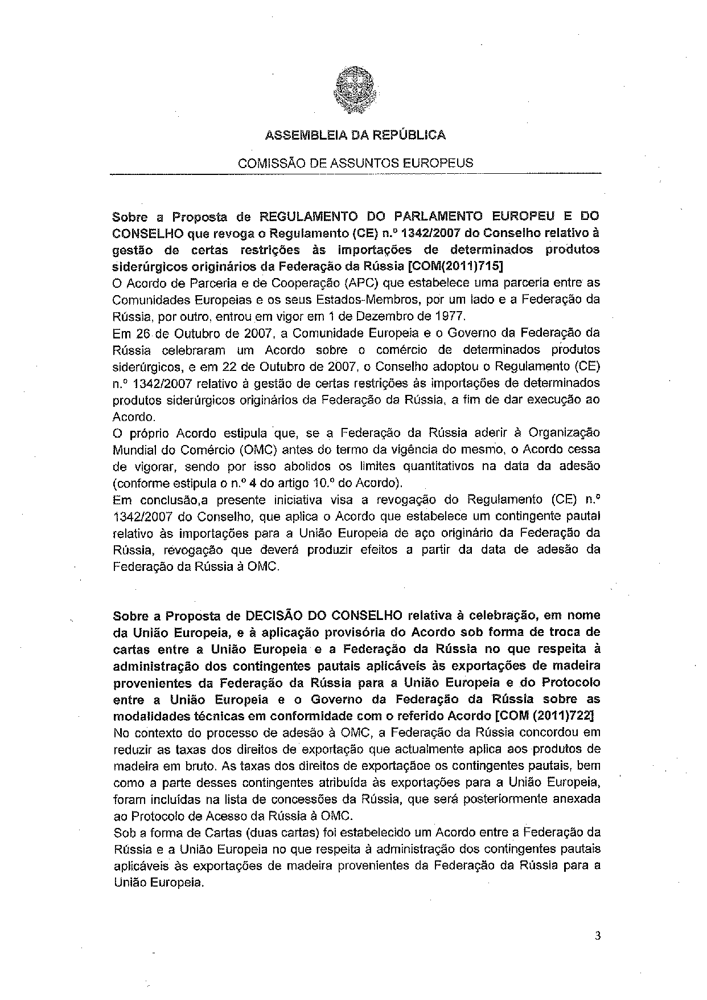 ASSEMBLEIA DA REPÚBLICA
COMISSÃO DE ASSUNTOS EUROPEUS
Sobre a Proposta de REGULAMENTO DO PARLAMENTO EUROPEU E DO
CONSELHO que revoga o Regulamento (CE) n.º 1342/2007 do Conselho relativo à
gestão de certas restrições às importações de determinados produtos
siderúrgicos originários da Federação da Rússia [COM(2011)715]
O Acordo de Parceria e de Cooperação (APC) que estabelece uma parceria entre as
Comunidades Europeias e os seus Estados-Membros, por um lado e a Federação da
Rússia, por outro, entrou em vigor em 1 de Dezembro de 1977.
Em 26 de Outubro de 2007, a Comunidade Europeia e o Governo da Federação da
Rússia celebraram um Acordo sobre o comércio de determinados produtos
siderúrgicos, e em 22 de Outubro de 2007, o Conselho adoptou o Regulamento (CE)
n.º 1342/2007 relativo à gestão de certas restrições às importações de determinados
produtos siderúrgicos originários da Federação da Rússia, a fim de dar execução ao
Acordo.
O próprio Acordo estipula que, se a Federação da Rússia aderir à Organização
Mundial do Comércio (OMC) antes do termo da vigência do mesmo, o Acordo cessa
de vigorar, sendo por isso abolidos os limites quantitativos na data da adesão
(conforme estipula o n.º 4 do artigo 10.º do Acordo).
Em conclusão,a presente iniciativa visa a revogação do Regulamento (CE) n.º
1342/2007 do Conselho, que aplica o Acordo que estabelece um contingente pautal
relativo às importações para a União Europeia de aço originário da Federação da
Rússia, revogação que deverá produzir efeitos a partir da data de adesão da
Federação da Rússia à OMC.
Sobre a Proposta de DECISÃO DO CONSELHO relativa à celebração, em nome
da União Europeia, e à aplicação provisória do Acordo sob forma de troca de
cartas entre a União Europeia e a Federação da Rússia no que respeita à
administração dos contingentes pautais aplicáveis às exportações de madeira
provenientes da Federação da Rússia para a União Europeia e do Protocolo
entre a União Europeia e o Governo da Federação da Rússia sobre as
modalidades técnicas em conformidade com o referido Acordo [COM (2011)722]
No contexto do processo de adesão à OMC, a Federação da Rússia concordou em
reduzir as taxas dos direitos de exportação que actualmente aplica aos produtos de
madeira em bruto. As taxas dos direitos de exportaçãoe os contingentes pautais, bem
como a parte desses contingentes atribuída às exportações para a União Europeia,
foram incluídas na lista de concessões da Rússia, que será posteriormente anexada
ao Protocolo de Acesso da Rússia à OMC.
Sob a forma de Cartas (duas cartas) foi estabelecido um Acordo entre a Federação da
Rússia e a União Europeia no que respeita à administração dos contingentes pautais
aplicáveis às exportações de madeira provenientes da Federação da Rússia para a
União Europeia.
3